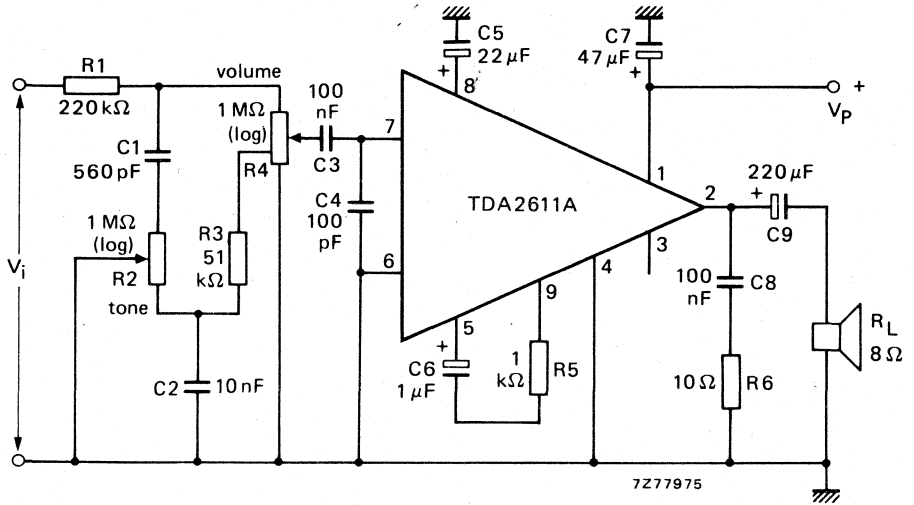 C5
22 µF
+
8
C7
47 µF
+
R1
220 kΩ
volume
1 MΩ
(log)
R4
100
nF
C3
7
+
VP
C1
560 pF
C4
100
pF
1
TDA2611A
2
220 µF
+
C9
3
1 MΩ
(log)
R2
tone
R3
51
kΩ
6
4
Vi
100
nF
C8
9
5
+
C6
1 µF
1
kΩ
R5
RL
8 Ω
C2
10 nF
10 Ω
R6
7Z77975